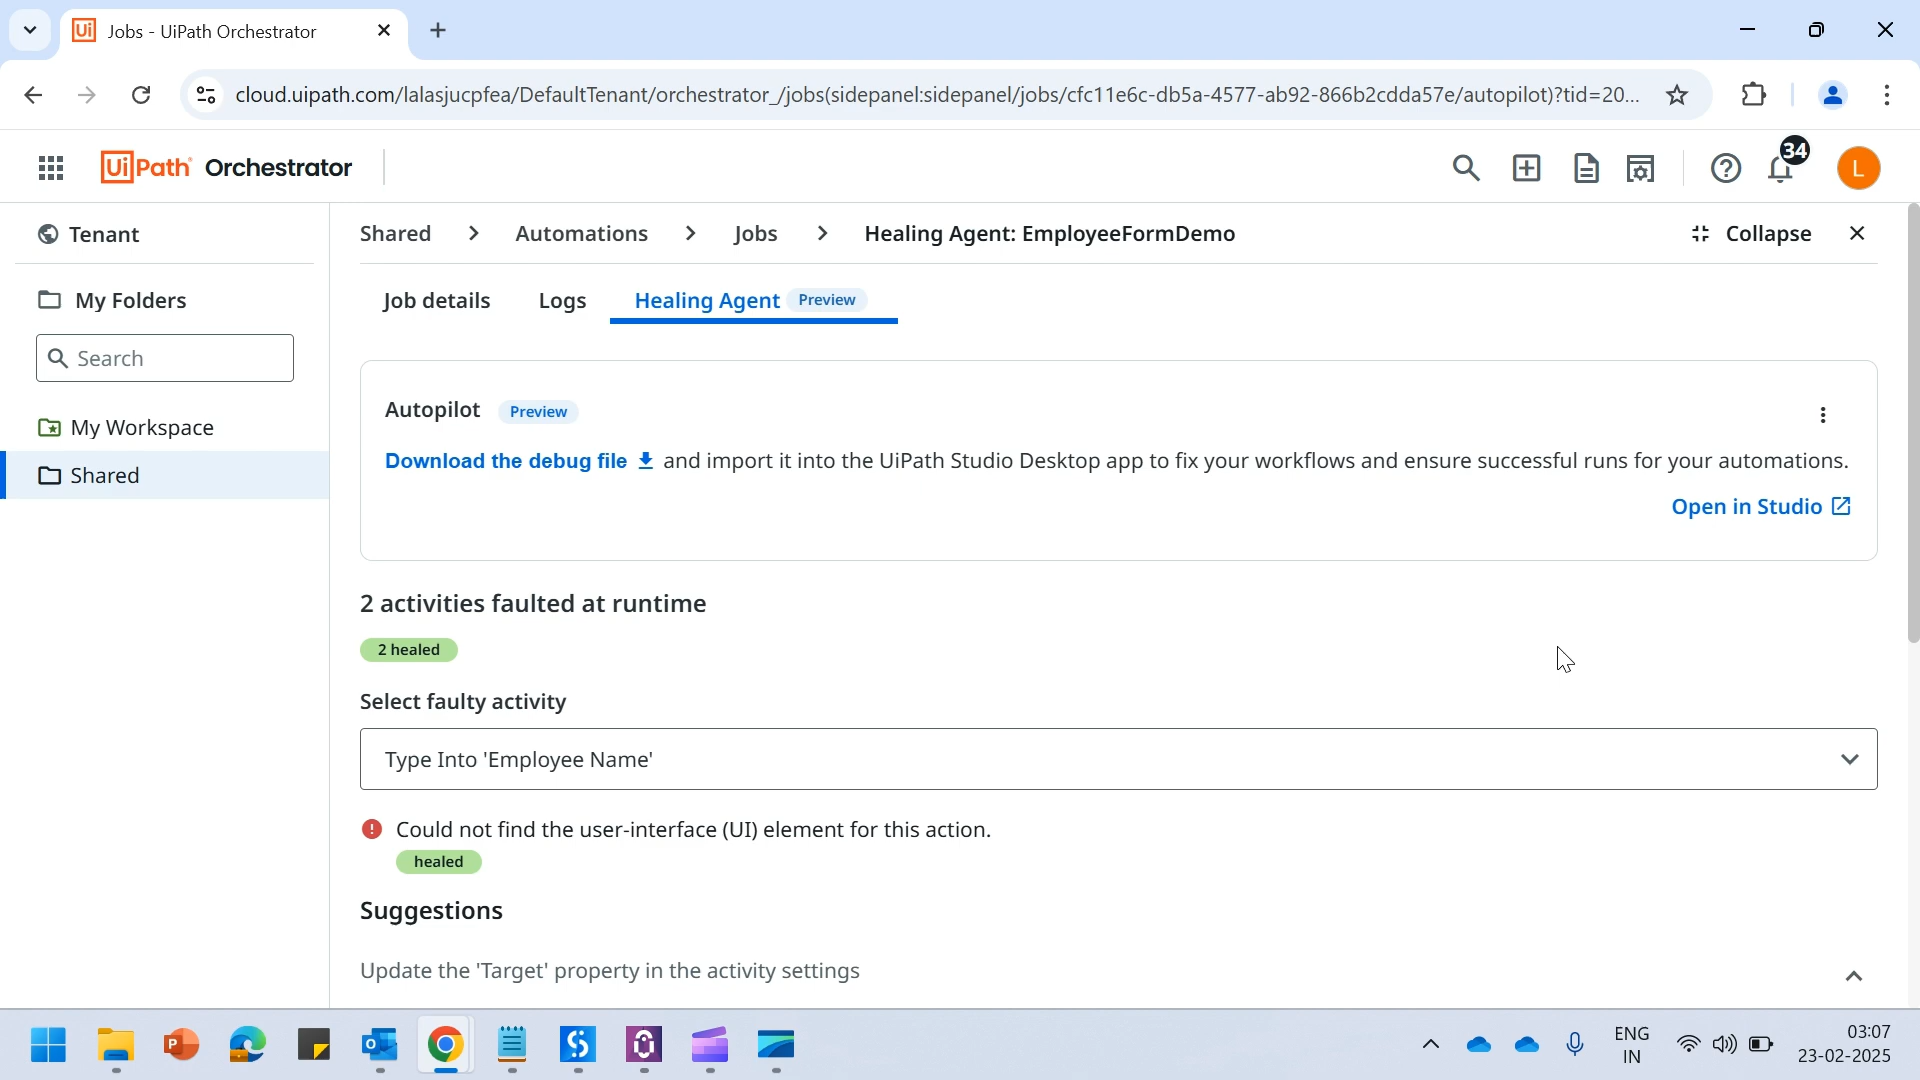 Jobs - UiPath Orchestrator
cloud.uipath.com/lalasjucpfea/DefaultTenant/orchestrator_/jobs(sidepanel:sidepanel/jobs/cfc11e6c-db5a-4577-ab92-866b2cdda57e/autopilot)?tid=20...
UiPath Orchestrator
34
L
Tenant
My Folders
Search
My Workspace
Shared
Shared > Automations > Jobs > Healing Agent: EmployeeFormDemo
Collapse
Job details Logs Healing Agent Preview
Autopilot Preview
Download the debug file and import it into the UiPath Studio Desktop app to fix your workflows and ensure successful runs for your automations.
Open in Studio
2 activities faulted at runtime
2 healed
Select faulty activity
Type Into 'Employee Name'
Could not find the user-interface (UI) element for this action.
healed
Suggestions
Update the 'Target' property in the activity settings
ENG
IN
03:07
23-02-2025